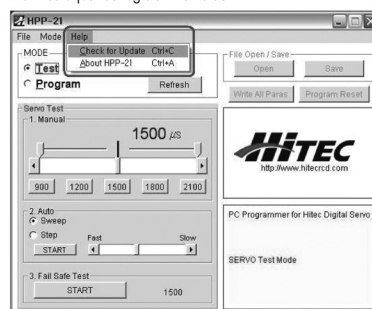 HPP-21
File Mode Help
Check for Update Ctrl+C
About HPP-21 Ctrl+A
MODE
Test
Program
Refresh
File Open / Save
Open
Save
Write All Paras
Program Reset
Servo Test
1. Manual
1500 µs
900
1200
1500
1800
2100
HiTEC
http://www.hitecrcd.com
2. Auto
Sweep
Step
Fast
Slow
START
PC Programmer for Hitec Digital Servo
SERVO Test Mode
3. Fail Safe Test
START
1500